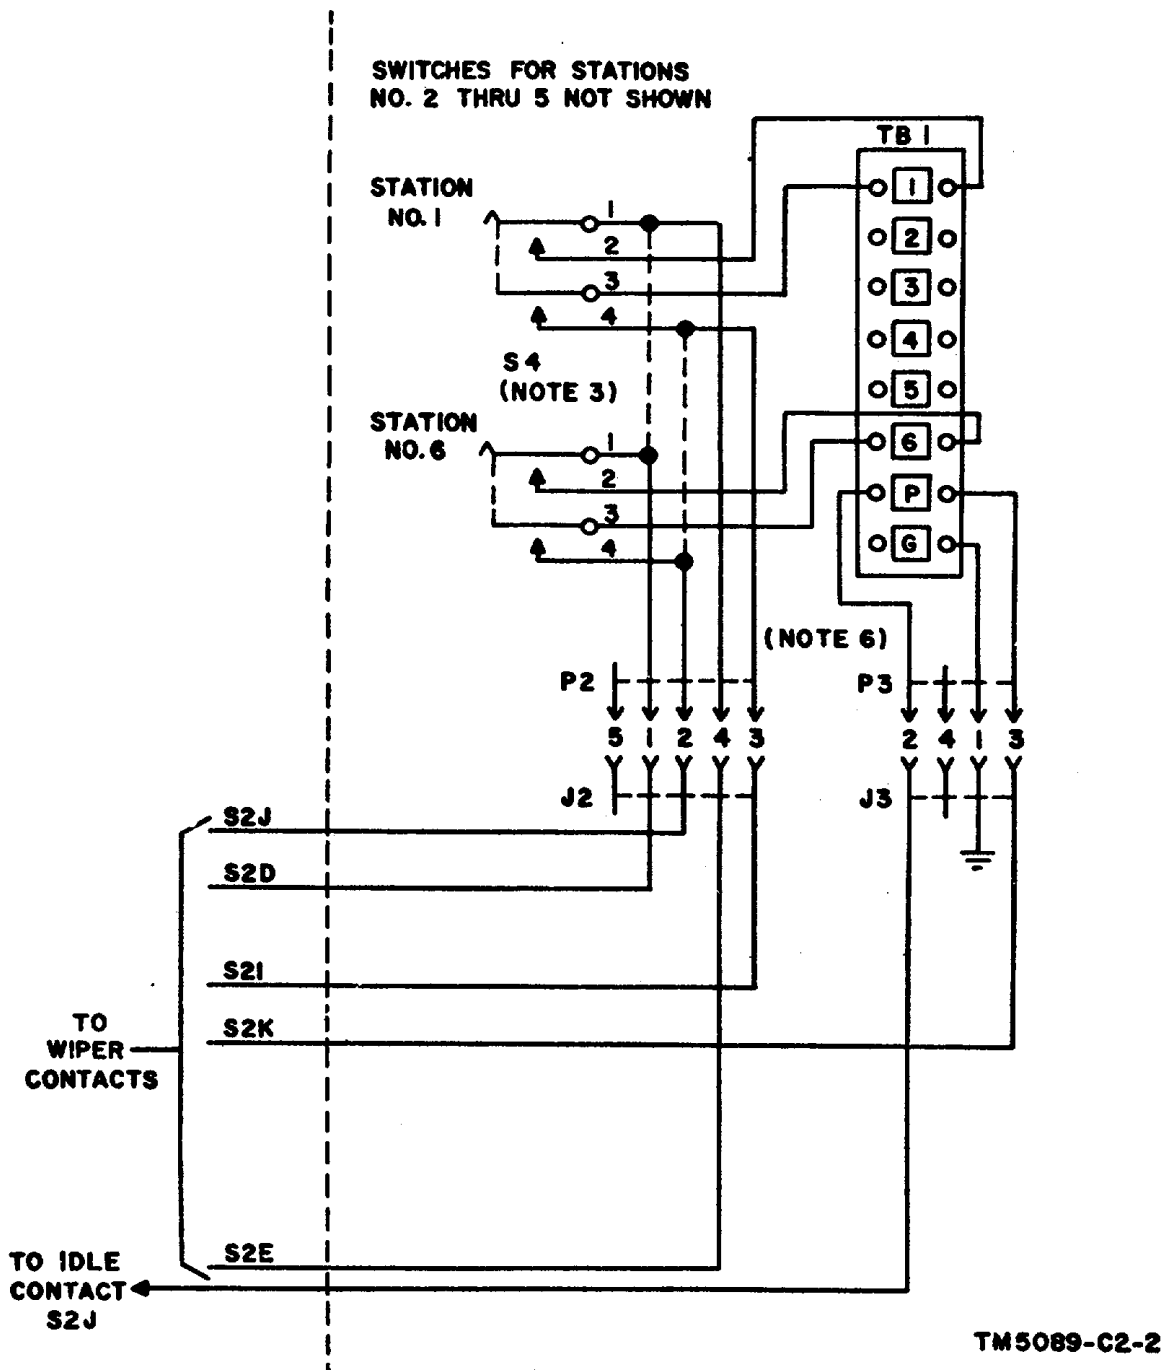 SWITCHES FOR STATIONS
NO. 2 THRU 5 NOT SHOWN
TB 1
STATION
NO. 1
1
2
3
4
S4
(NOTE 3)
STATION
NO. 6
1
2
3
4
1
2
3
4
5
6
P
G
(NOTE 6)
P2
5 1 2 4 3
J2
P3
2 4 1 3
J3
S2J
S2D
S2I
S2K
TO
WIPER
CONTACTS
S2E
TO IDLE
CONTACT
S2J
TM5089-C2-2